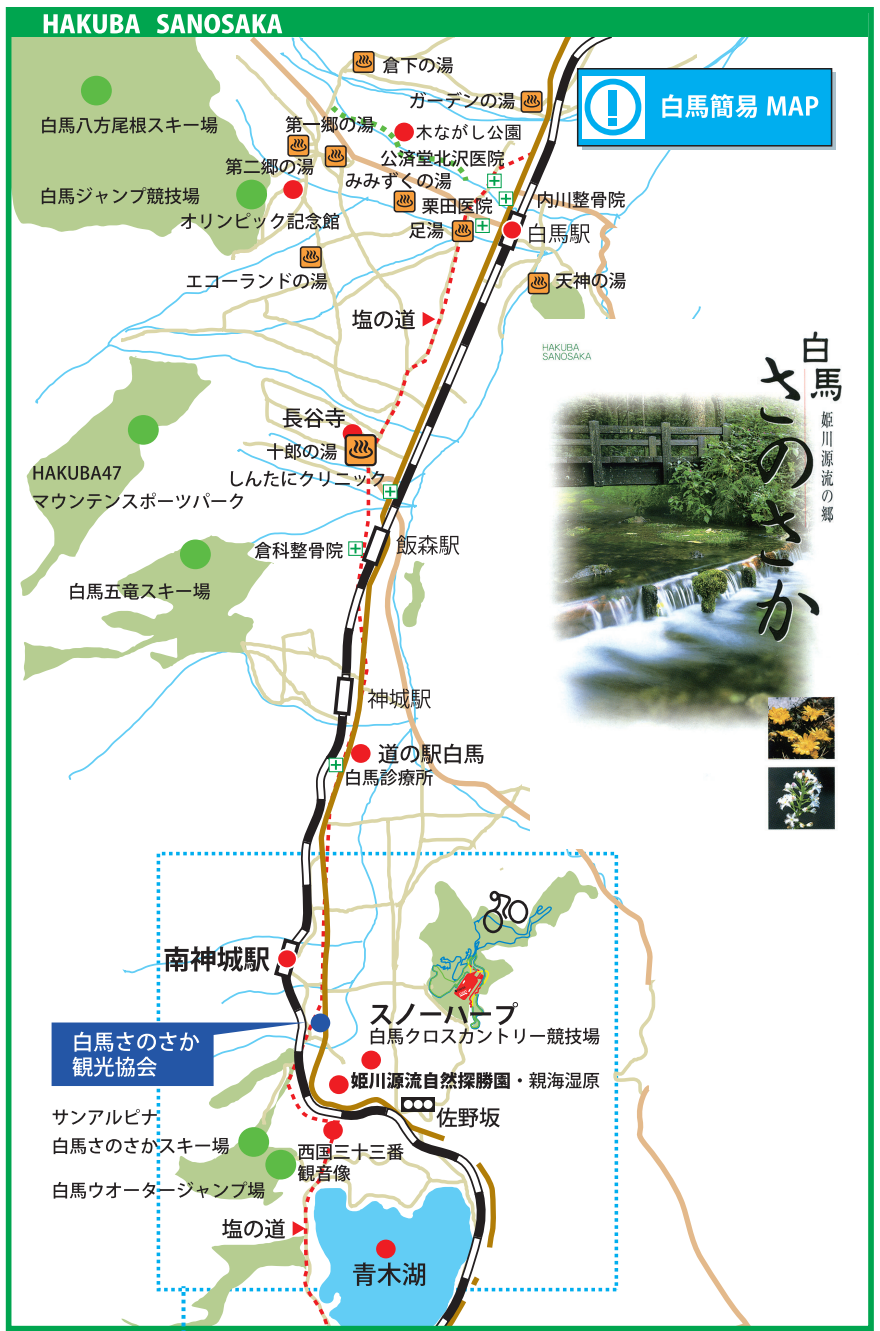 HAKUBA SANOSAKA
白馬簡易 MAP
倉下の湯
ガーデンの湯
白馬八方尾根スキー場
第一郷の湯
木ながし公園
公済堂北沢医院
第二郷の湯
みみずくの湯
白馬ジャンプ競技場
栗田医院
内川整骨院
オリンピック記念館
足湯
白馬駅
エコーランドの湯
天神の湯
塩の道
HAKUBA
SANOSAKA
白馬
さのさか
姫川源流の郷
長谷寺
十郎の湯
HAKUBA47
マウンテンスポーツパーク
しんたにクリニック
倉科整骨院
飯森駅
白馬五竜スキー場
神城駅
道の駅白馬
白馬診療所
南神城駅
スノーハープ
白馬クロスカントリー競技場
白馬さのさか
観光協会
姫川源流自然探勝園・親海湿原
サンアルピナ
白馬さのさかスキー場
佐野坂
西国三十三番
観音像
白馬ウオータージャンプ場
塩の道
青木湖